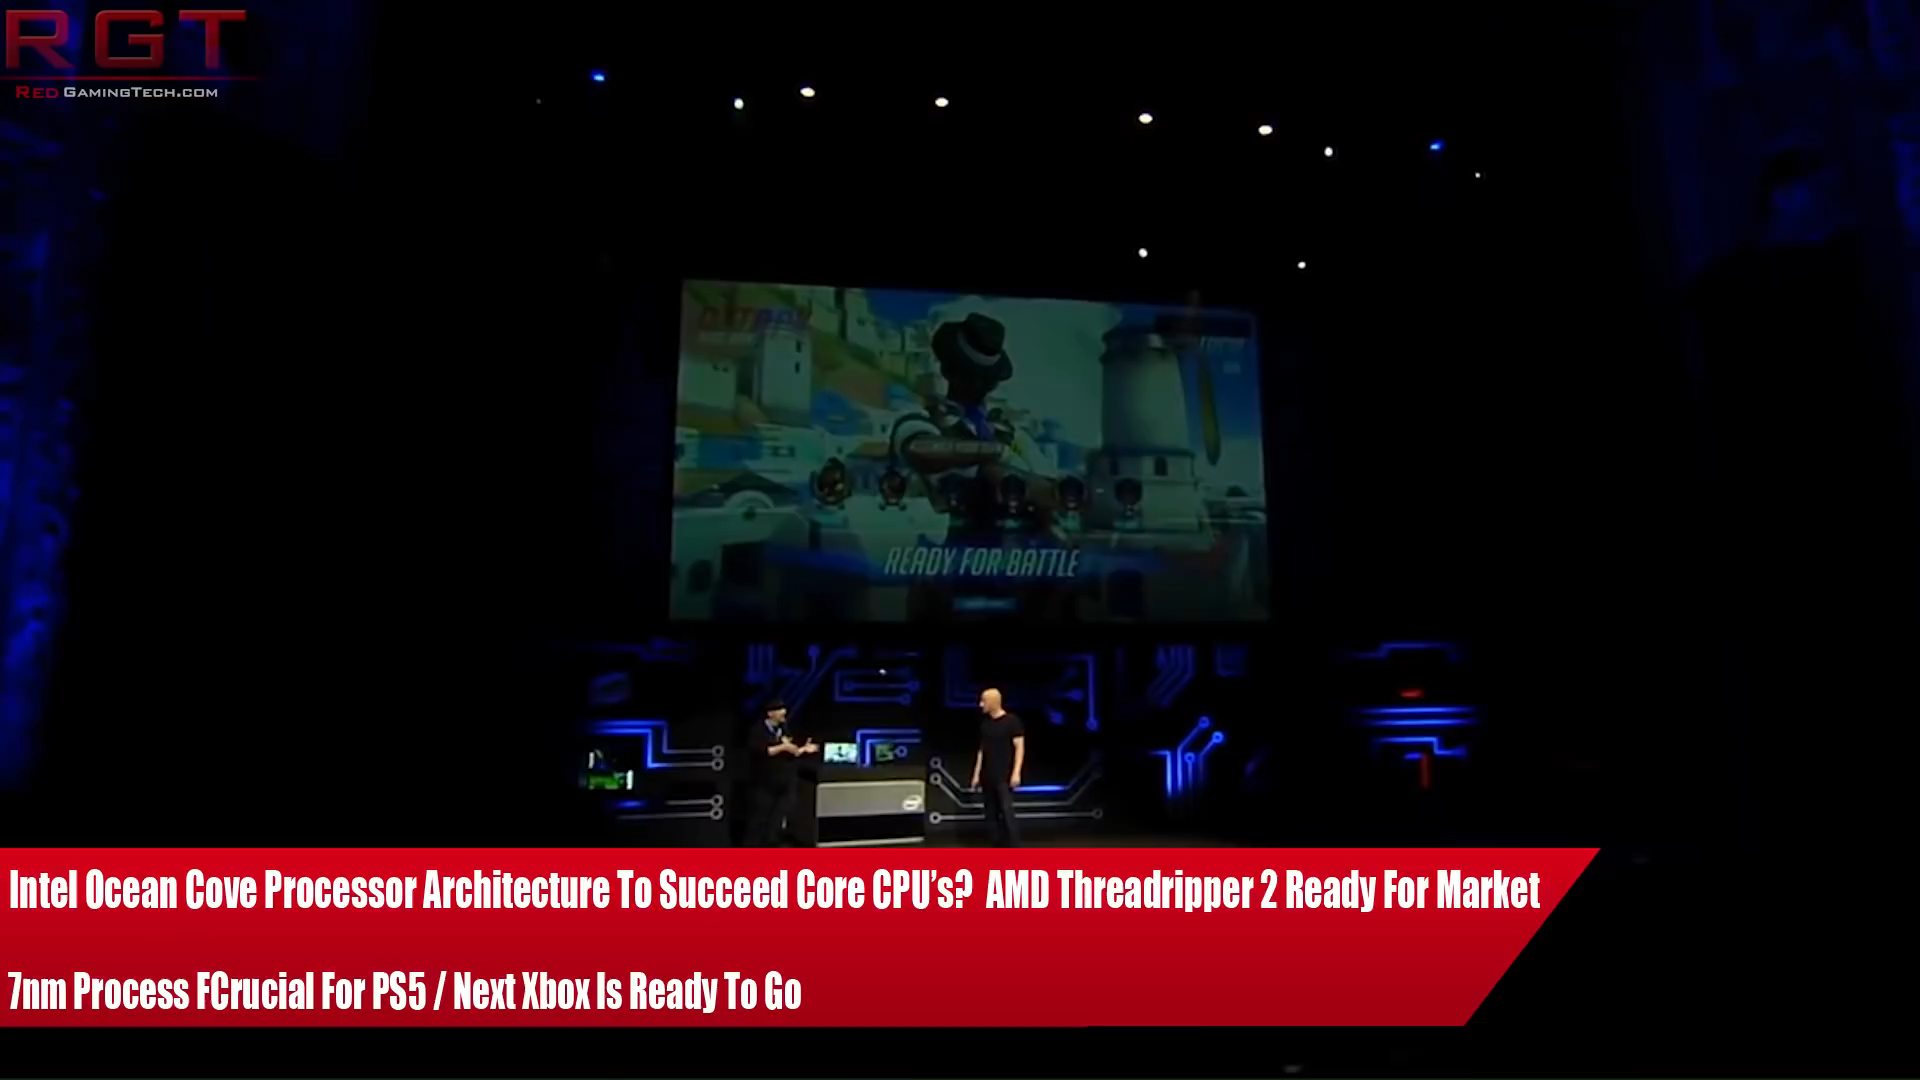 RGT
RED GAMINGTECH.COM
READY FOR BATTLE
Intel Ocean Cove Processor Architecture To Succeed Core CPU's? AMD Threadripper 2 Ready For Market
7nm Process FCrucial For PS5 / Next Xbox Is Ready To Go